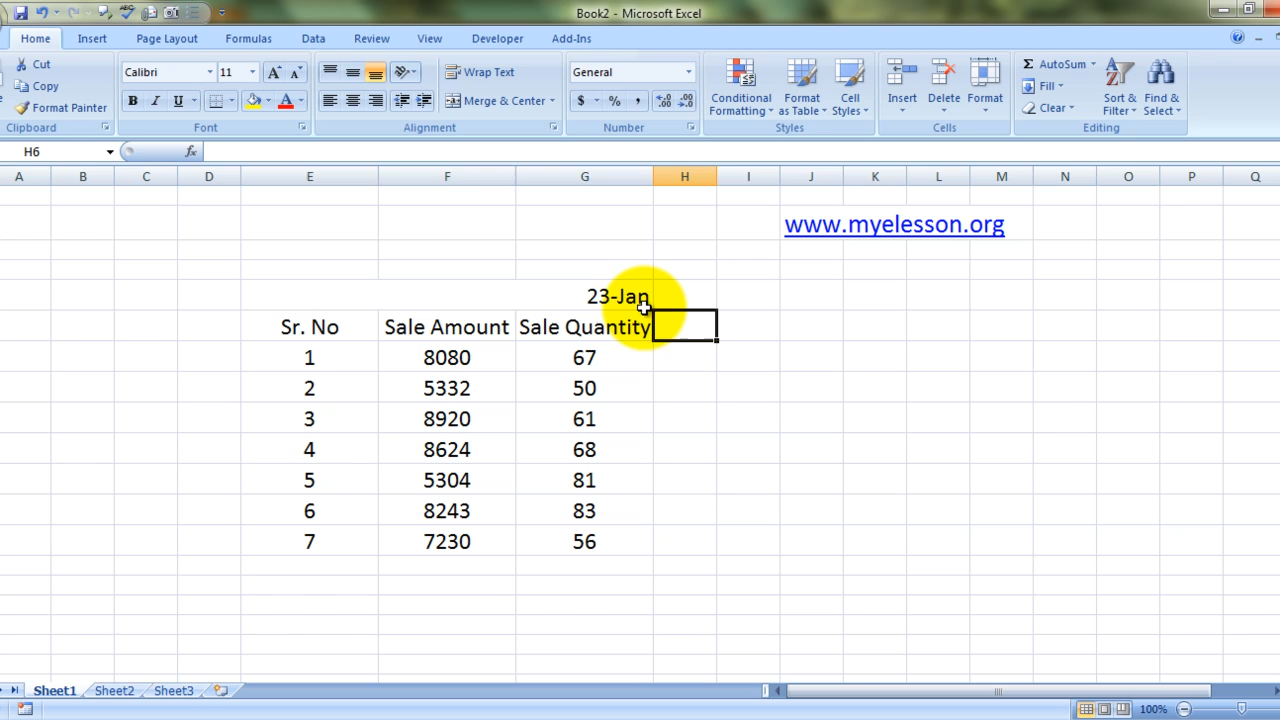 Book2 - Microsoft Excel
Home Insert Page Layout Formulas Data Review View Developer Add-Ins
Cut
Copy
Format Painter
Clipboard
Calibri 11
B I U
Font
Wrap Text
Merge & Center
Alignment
General
$ % ,
Number
Conditional Formatting
Format as Table
Cell Styles
Styles
Insert Delete Format
Cells
Σ AutoSum
Fill
Clear
Sort & Filter
Find & Select
Editing
H6 fx
A B C D E F G H I J K L M N O P Q
www.myelesson.org
23-Jan
Sr. No Sale Amount Sale Quantity
1 8080 67
2 5332 50
3 8920 61
4 8624 68
5 5304 81
6 8243 83
7 7230 56
Sheet1 Sheet2 Sheet3
100%